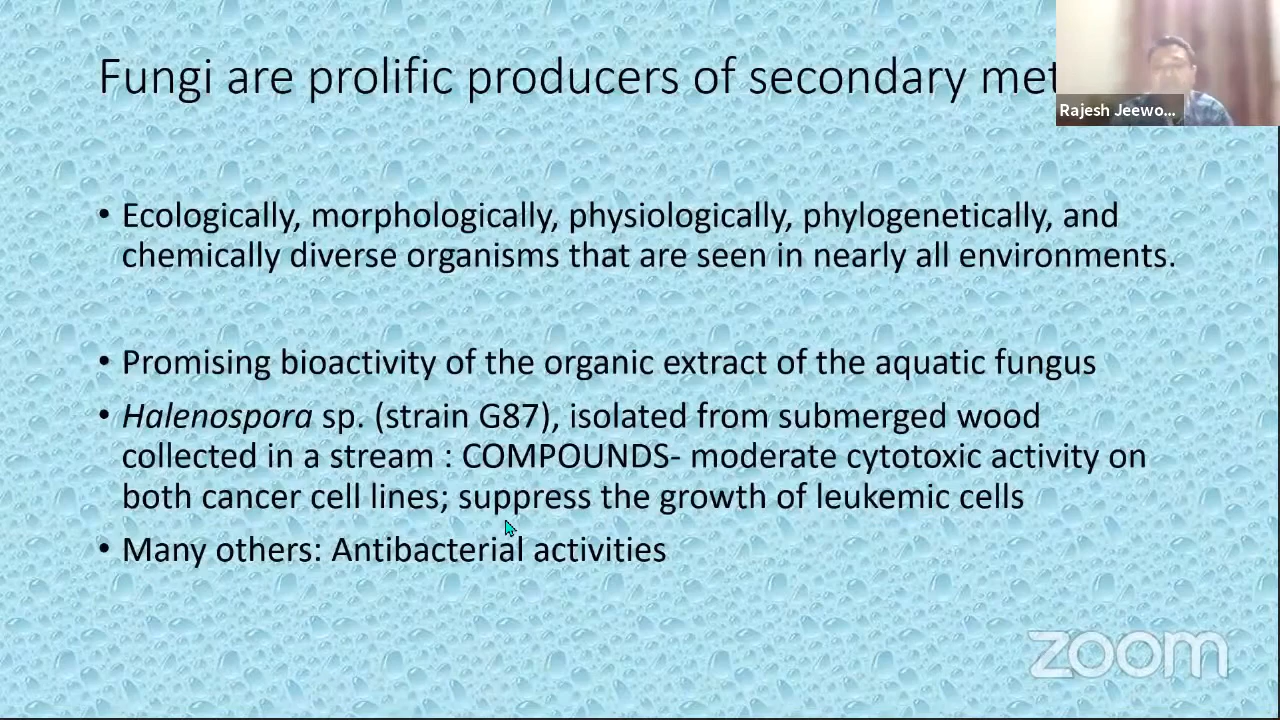 Fungi are prolific producers of secondary met
Rajesh Jeewo...
• Ecologically, morphologically, physiologically, phylogenetically, and
chemically diverse organisms that are seen in nearly all environments.
• Promising bioactivity of the organic extract of the aquatic fungus
• Halenospora sp. (strain G87), isolated from submerged wood
collected in a stream : COMPOUNDS- moderate cytotoxic activity on
both cancer cell lines; suppress the growth of leukemic cells
• Many others: Antibacterial activities
zoom